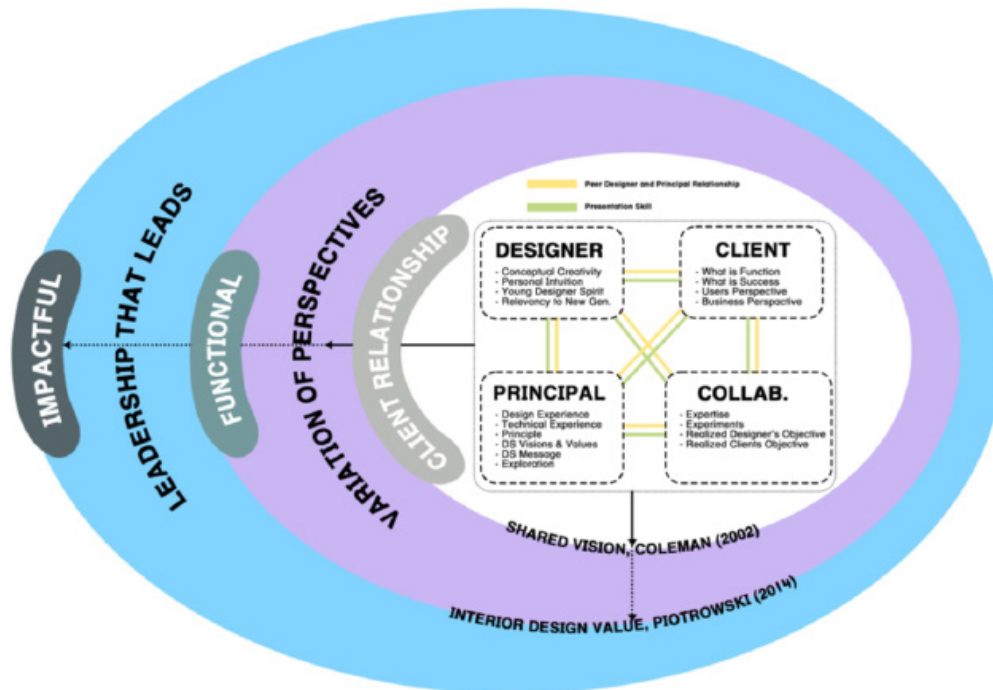 Peer Designer and Principal Relationship
Presentation Skill
DESIGNER
- Conceptual Creativity
- Personal Intuition
- Young Designer Spirit
- Relevancy to New Gen.
CLIENT
- What is Function
- What is Success
- Users Perspective
- Business Perspactive
PRINCIPAL
- Design Experience
- Technical Experience
- Principle
- DS Visions & Values
- DS Message
- Exploration
COLLAB.
- Expertise
- Experiments
- Realized Designer's Objective
- Realized Clients Objective
IMPACTFUL
LEADERSHIP THAT LEADS
FUNCTIONAL
VARIATION OF PERSPECTIVES
CLIENT RELATIONSHIP
SHARED VISION, COLEMAN (2002)
INTERIOR DESIGN VALUE, PIOTROWSKI (2014)